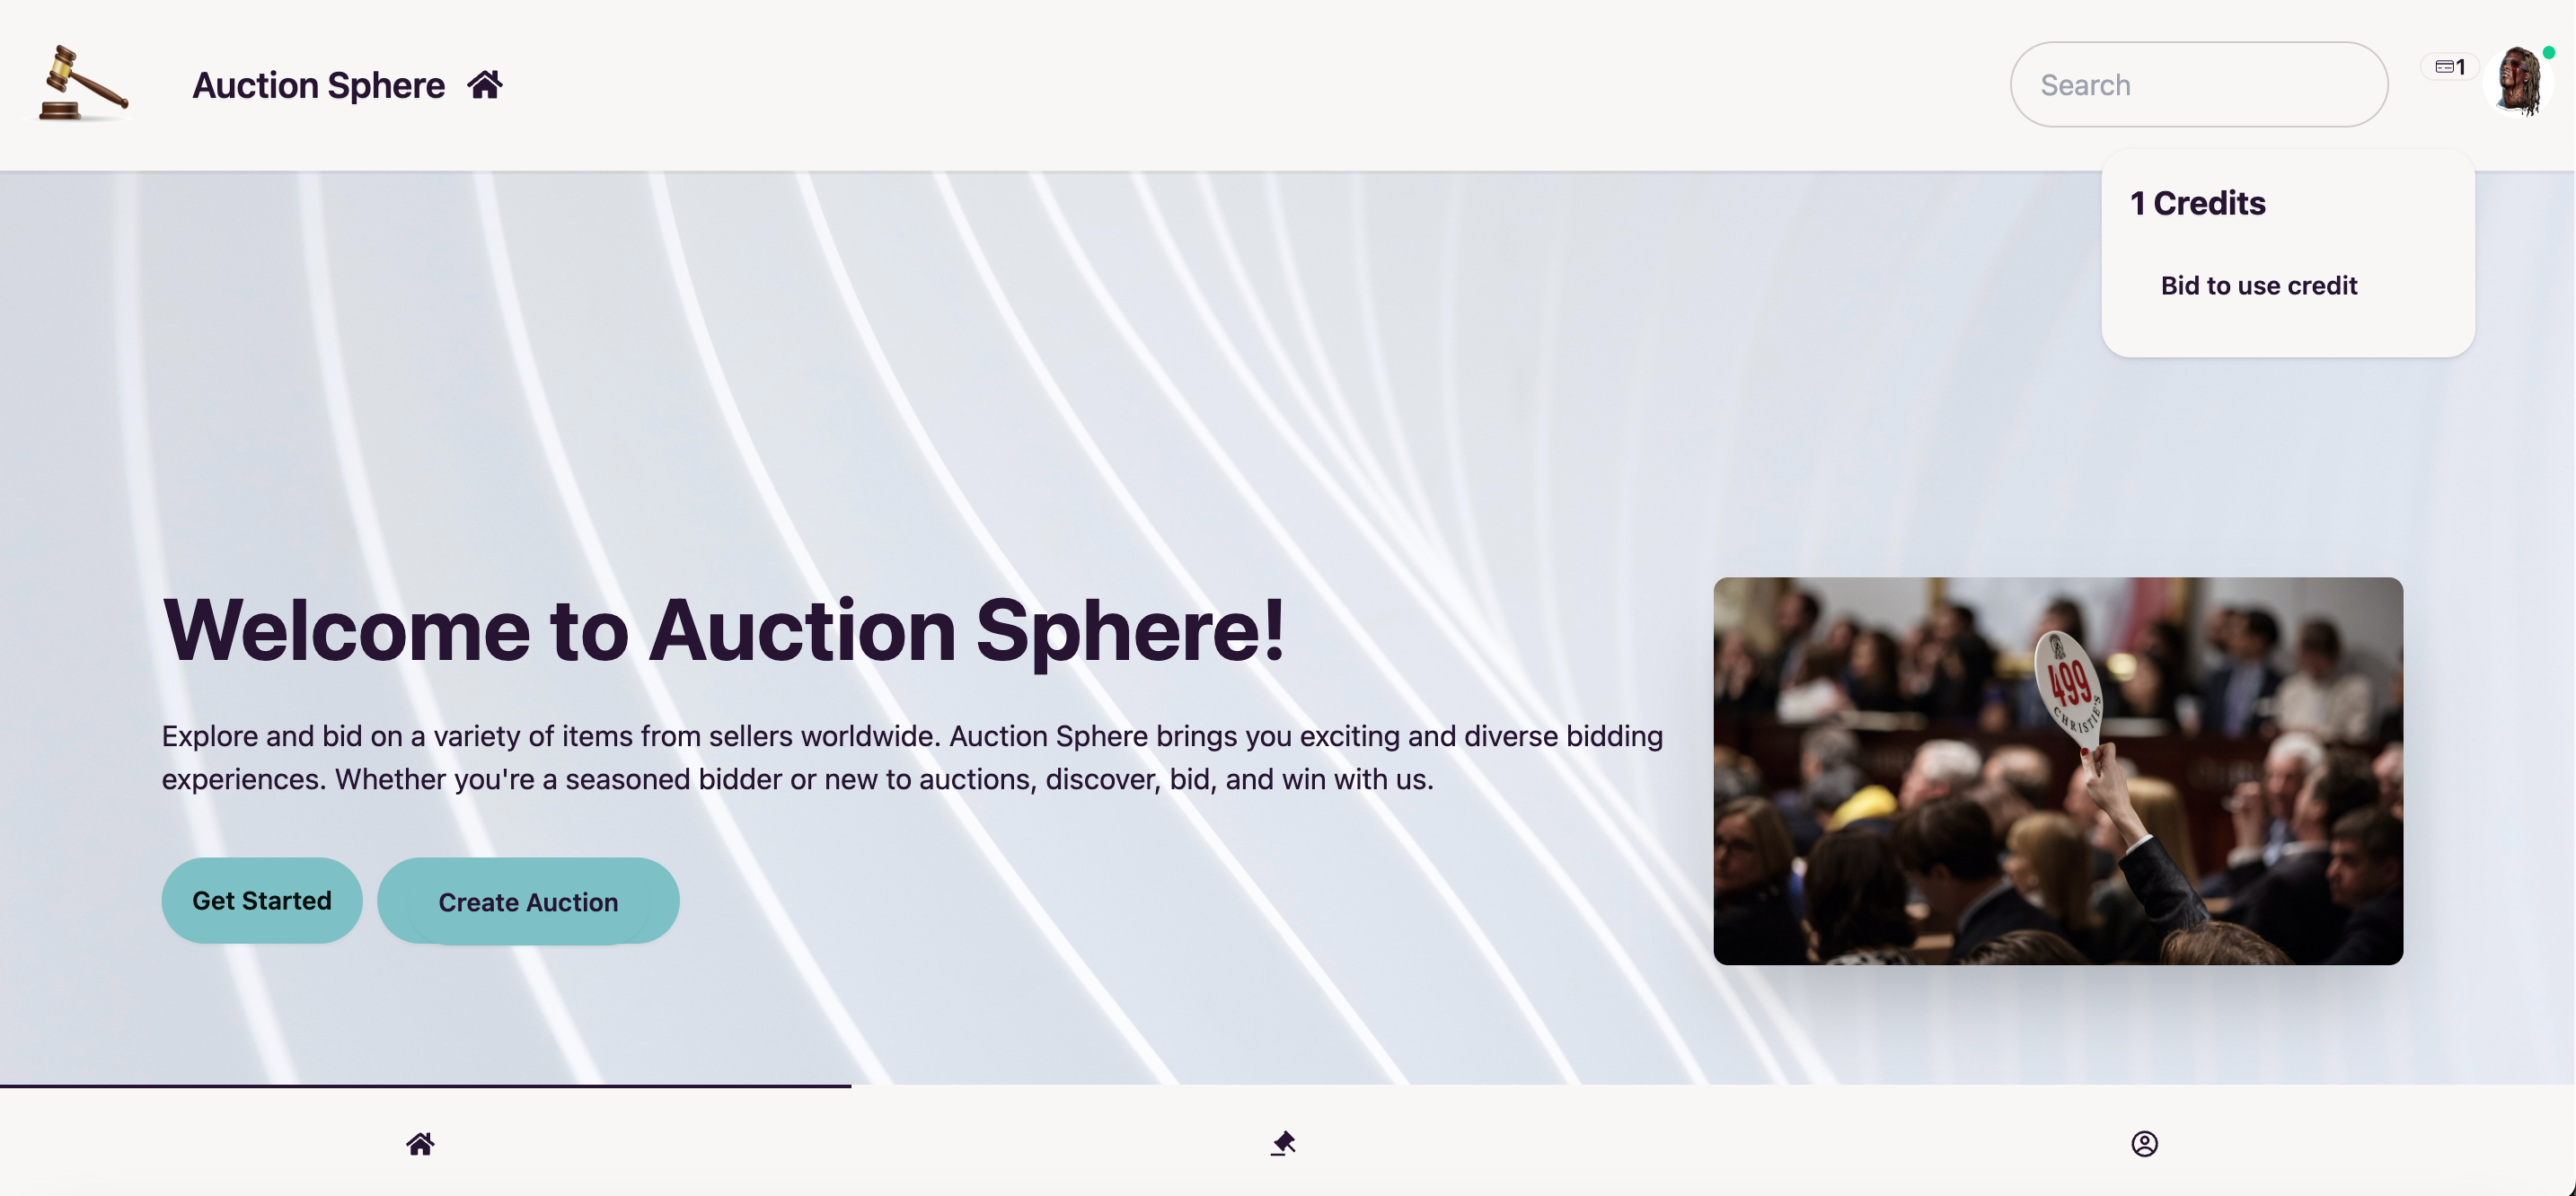 Auction Sphere
Search
1
1 Credits
Bid to use credit
Welcome to Auction Sphere!
Explore and bid on a variety of items from sellers worldwide. Auction Sphere brings you exciting and diverse bidding
experiences. Whether you're a seasoned bidder or new to auctions, discover, bid, and win with us.
499
CHRISTIE'S
Get Started
Create Auction